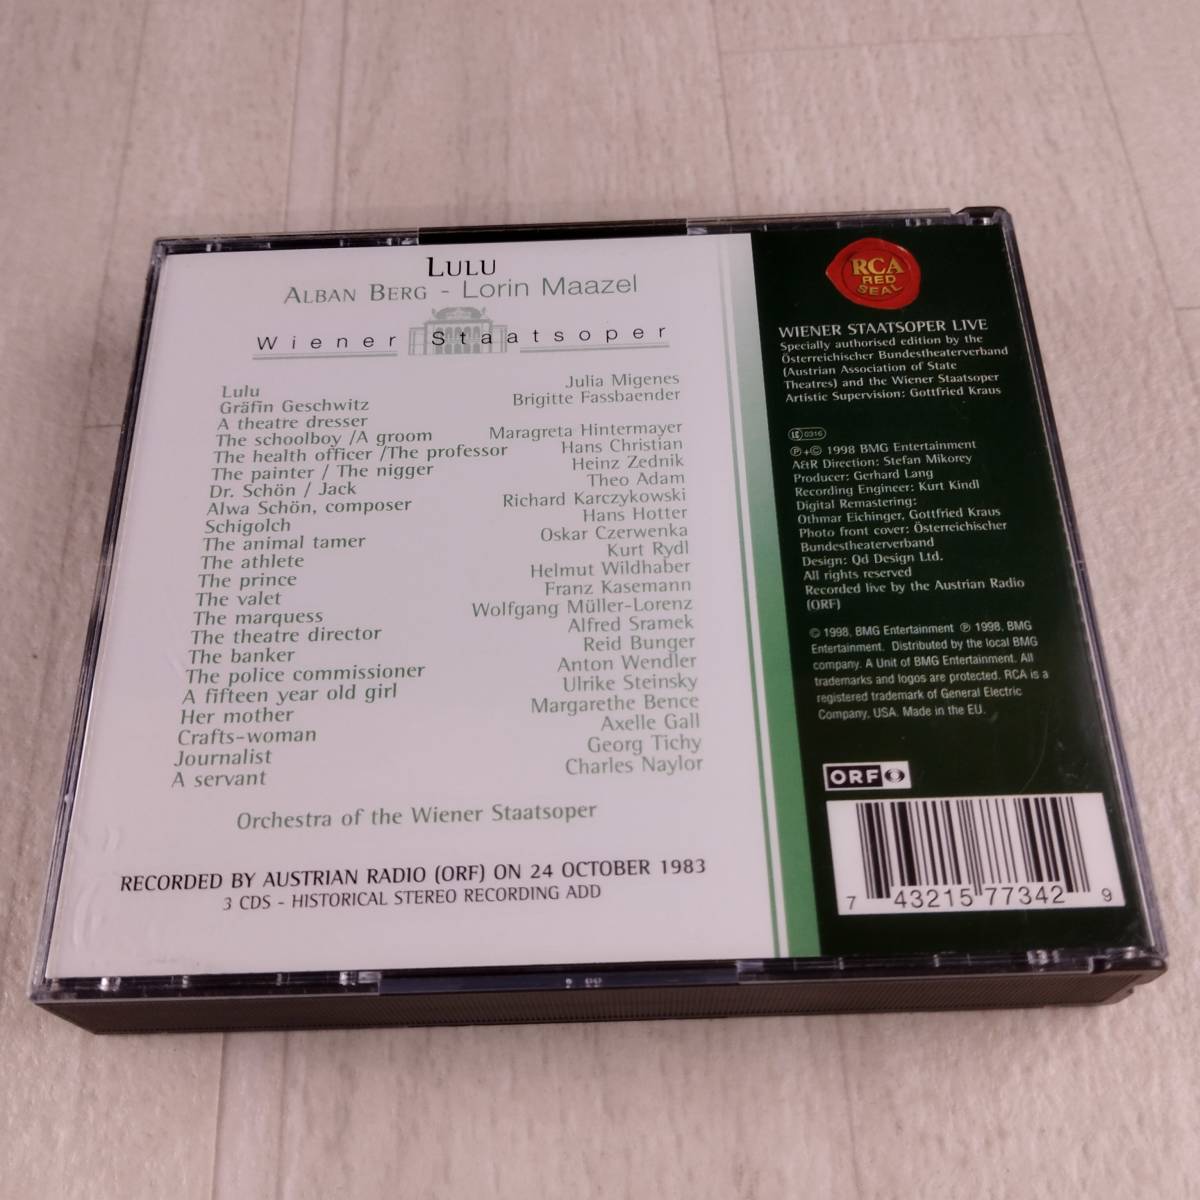 LULU
ALBAN BERG - Lorin Maazel
Wiener Staatsoper
Lulu Julia Migenes
Gräfin Geschwitz Brigitte Fassbaender
A theatre dresser
The schoolboy /A groom Maragreta Hintermayer
The health officer /The professor Hans Christian
The painter / The nigger Heinz Zednik
Dr. Schön / Jack Theo Adam
Alwa Schön, composer Richard Karczykowski
Schigolch Hans Hotter
The animal tamer Oskar Czerwenka
The athlete Kurt Rydl
The prince Helmut Wildhaber
The valet Franz Kasemann
The marquess Wolfgang Müller-Lorenz
The theatre director Alfred Sramek
The banker Reid Bunger
The police commissioner Anton Wendler
A fifteen year old girl Ulrike Steinsky
Her mother Margarethe Bence
Crafts-woman Axelle Gall
Journalist Georg Tichy
A servant Charles Naylor
Orchestra of the Wiener Staatsoper
RECORDED BY AUSTRIAN RADIO (ORF) ON 24 OCTOBER 1983
3 CDS - HISTORICAL STEREO RECORDING ADD
RCA
RED
SEAL
WIENER STAATSOPER LIVE
Specially authorised edition by the
Österreichischer Bundestheaterverband
(Austrian Association of State
Theatres) and the Wiener Staatsoper
Artistic Supervision: Gottfried Kraus
LC 0316
℗+© 1998 BMG Entertainment
A&R Direction: Stefan Mikorey
Producer: Gerhard Lang
Recording Engineer: Kurt Kindl
Digital Remastering:
Othmar Eichinger, Gottfried Kraus
Photo front cover: Österreichischer
Bundestheaterverband
Design: Qd Design Ltd.
All rights reserved
Recorded live by the Austrian Radio
(ORF)
© 1998, BMG Entertainment ℗ 1998, BMG
Entertainment. Distributed by the local BMG
company. A Unit of BMG Entertainment. All
trademarks and logos are protected. RCA is a
registered trademark of General Electric
Company, USA. Made in the EU.
ORF
7 43215 77342 9